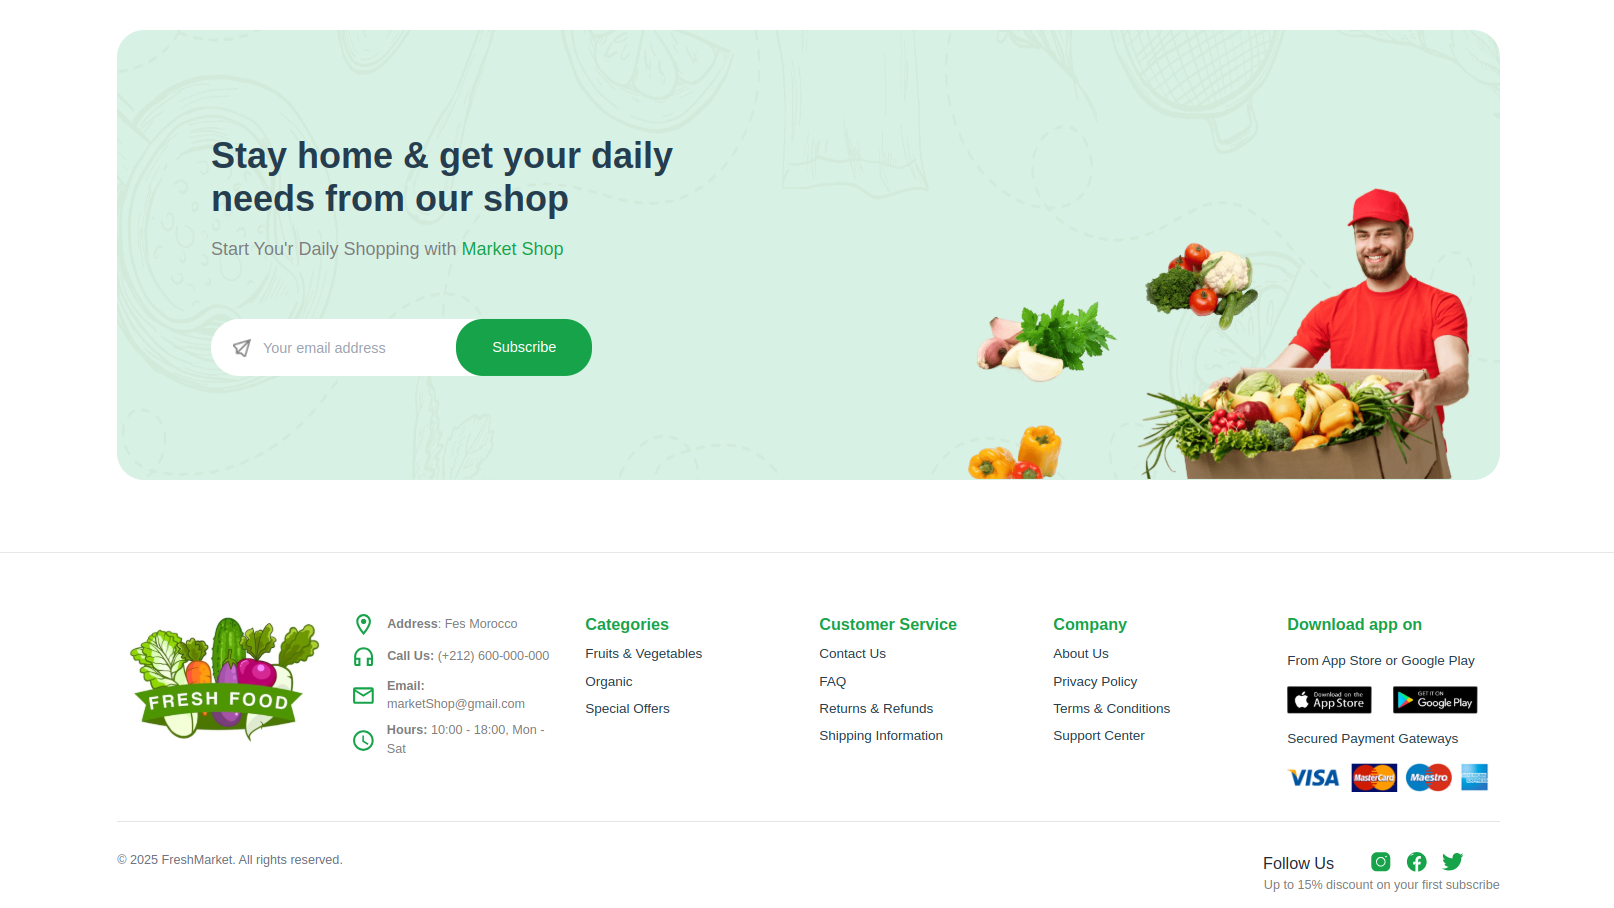 Stay home & get your daily
needs from our shop
Start You'r Daily Shopping with Market Shop
Your email address
Subscribe
FRESH FOOD
Address: Fes Morocco
Call Us: (+212) 600-000-000
Email:
marketShop@gmail.com
Hours: 10:00 - 18:00, Mon -
Sat
Categories
Fruits & Vegetables
Organic
Special Offers
Customer Service
Contact Us
FAQ
Returns & Refunds
Shipping Information
Company
About Us
Privacy Policy
Terms & Conditions
Support Center
Download app on
From App Store or Google Play
Download on the
App Store
GET IT ON
Google Play
Secured Payment Gateways
VISA
MasterCard
Maestro
AMERICAN
EXPRESS
© 2025 FreshMarket. All rights reserved.
Follow Us
Up to 15% discount on your first subscribe